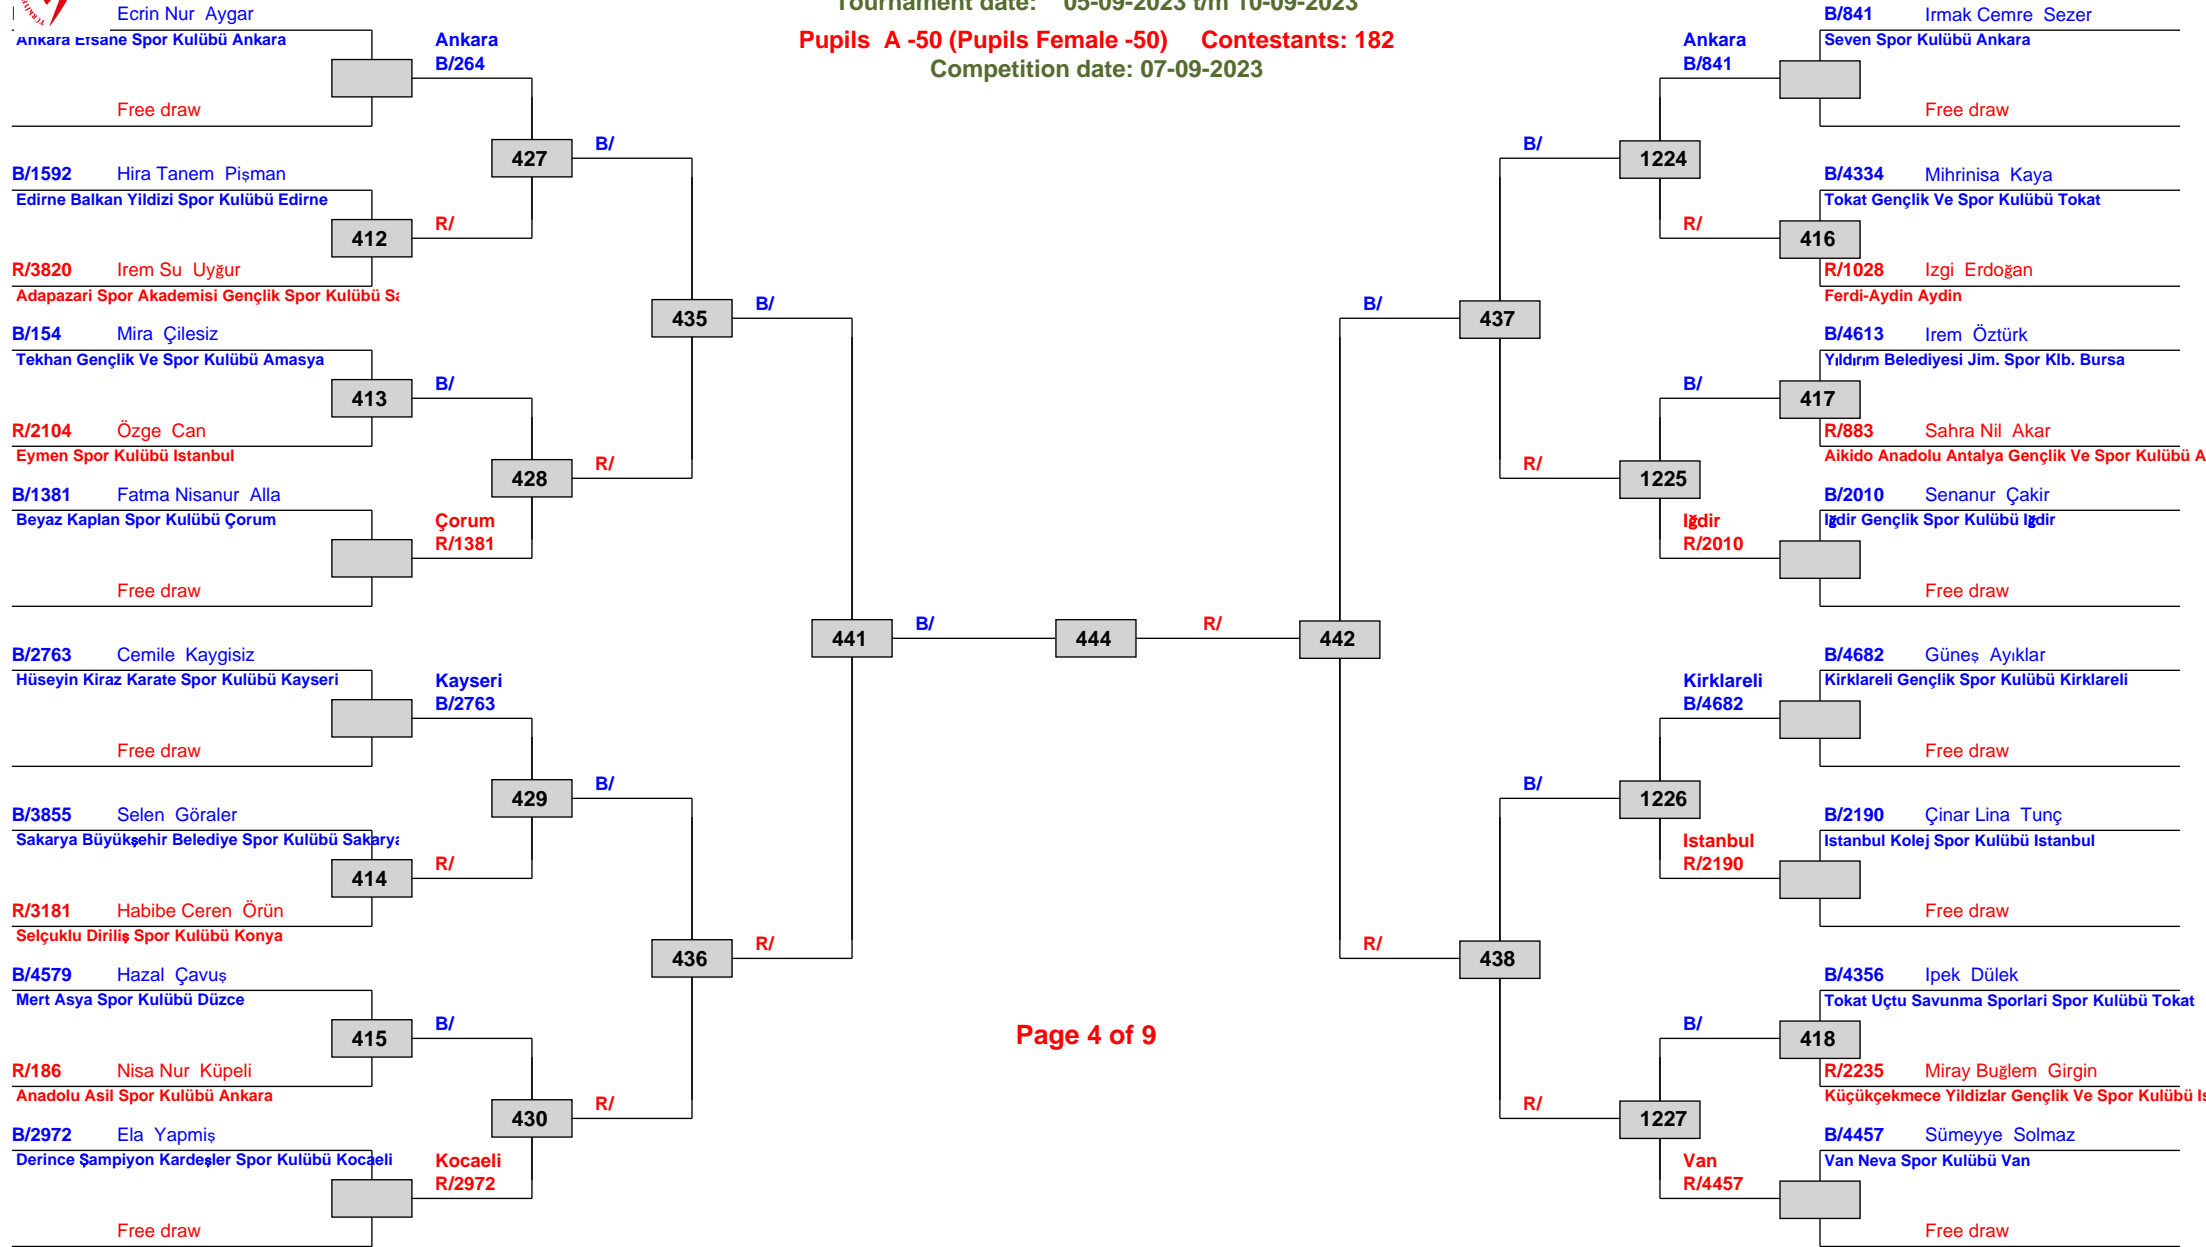 Tournament date: 05-09-2023 t/m 10-09-2023
Pupils A -50 (Pupils Female -50) Contestants: 182
Competition date: 07-09-2023
Ecrin Nur Aygar
Ankara Efsane Spor Kulübü Ankara
Free draw
Ankara
B/264
B/1592 Hira Tanem Pişman
Edirne Balkan Yildizi Spor Kulübü Edirne
412
R/3820 Irem Su Uyğur
Adapazari Spor Akademisi Gençlik Spor Kulübü Sa
427
B/
R/
B/154 Mira Çilesiz
Tekhan Gençlik Ve Spor Kulübü Amasya
413
R/2104 Özge Can
Eymen Spor Kulübü Istanbul
B/
428
R/
B/1381 Fatma Nisanur Alla
Beyaz Kaplan Spor Kulübü Çorum
Free draw
Çorum
R/1381
435
B/
B/2763 Cemile Kaygisiz
Hüseyin Kiraz Karate Spor Kulübü Kayseri
Free draw
Kayseri
B/2763
B/3855 Selen Göraler
Sakarya Büyükşehir Belediye Spor Kulübü Sakarya
414
R/3181 Habibe Ceren Örün
Selçuklu Diriliş Spor Kulübü Konya
429
B/
R/
B/4579 Hazal Çavuş
Mert Asya Spor Kulübü Düzce
415
R/186 Nisa Nur Küpeli
Anadolu Asil Spor Kulübü Ankara
B/
430
R/
B/2972 Ela Yapmiş
Derince Şampiyon Kardeşler Spor Kulübü Kocaeli
Free draw
Kocaeli
R/2972
436
R/
441
B/
444
R/
442
Page 4 of 9
B/
437
B/
R/
R/
438
B/
R/
B/841 Irmak Cemre Sezer
Seven Spor Kulübü Ankara
Free draw
Ankara
B/841
1224
R/
B/4334 Mihrinisa Kaya
Tokat Gençlik Ve Spor Kulübü Tokat
416
R/1028 Izgi Erdoğan
Ferdi-Aydin Aydin
B/4613 Irem Öztürk
Yıldırım Belediyesi Jim. Spor Klb. Bursa
417
R/883 Sahra Nil Akar
Aikido Anadolu Antalya Gençlik Ve Spor Kulübü A
B/
1225
Iğdir
R/2010
B/2010 Senanur Çakir
Iğdir Gençlik Spor Kulübü Iğdir
Free draw
B/4682 Güneş Ayıklar
Kirklareli Gençlik Spor Kulübü Kirklareli
Free draw
Kirklareli
B/4682
1226
Istanbul
R/2190
B/2190 Çinar Lina Tunç
Istanbul Kolej Spor Kulübü Istanbul
Free draw
B/4356 Ipek Dülek
Tokat Uçtu Savunma Sporlari Spor Kulübü Tokat
418
R/2235 Miray Buğlem Girgin
Küçükçekmece Yildizlar Gençlik Ve Spor Kulübü Is
B/
1227
Van
R/4457
B/4457 Sümeyye Solmaz
Van Neva Spor Kulübü Van
Free draw